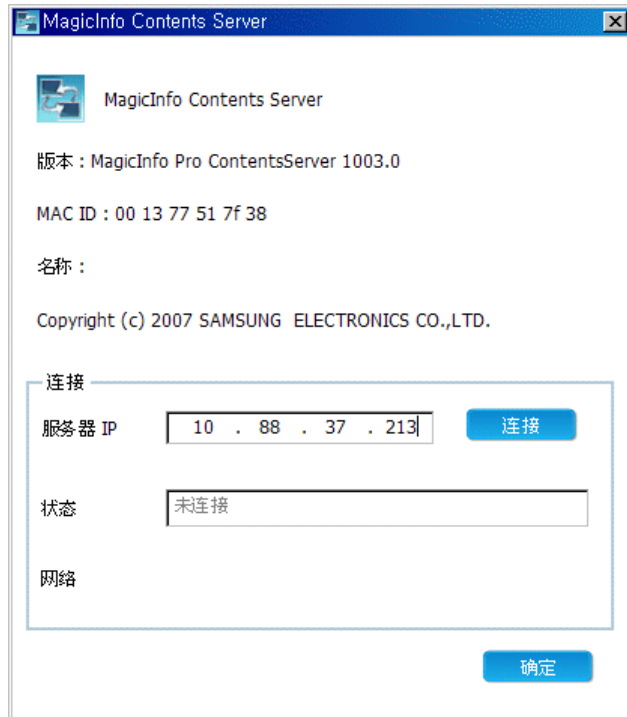 MagicInfo Contents Server
MagicInfo Contents Server
版本 : MagicInfo Pro ContentsServer 1003.0
MAC ID : 00 13 77 51 7f 38
名称 :
Copyright (c) 2007 SAMSUNG ELECTRONICS CO.,LTD.
连接
服务器 IP 10 . 88 . 37 . 213 连接
状态 未连接
网络
确定